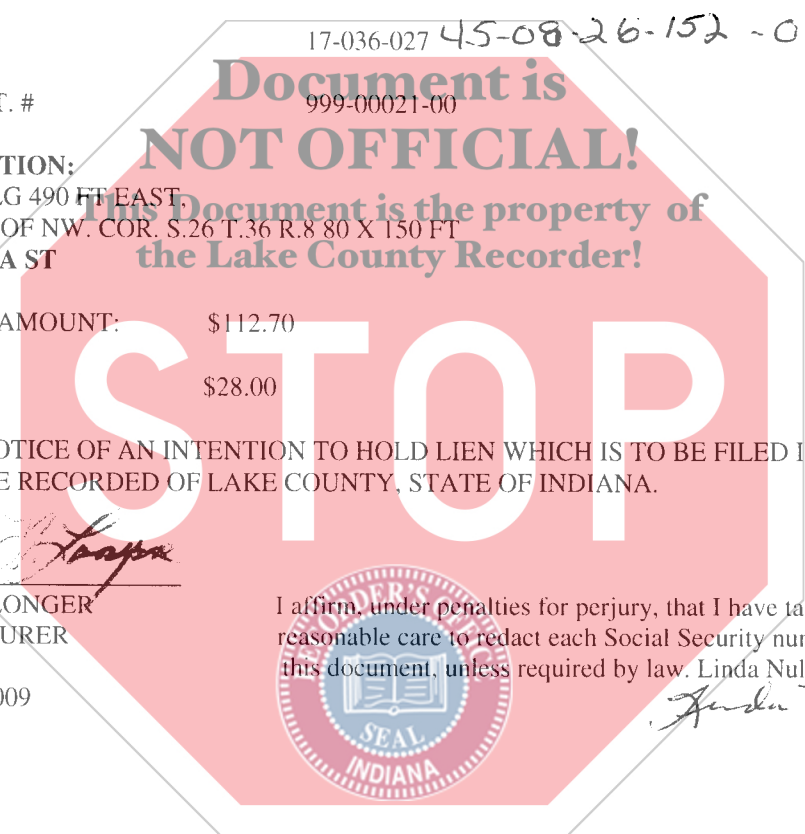 17-036-027 45-08-26-152 - 0
Document is
T. # 999-00021-00
NOT OFFICIAL!
TION:
LG 490 FT EAST,
This Document is the property of
OF NW. COR. S.26 T.36 R.8 80 X 150 FT
A ST
the Lake County Recorder!
AMOUNT: $112.70
STOP
$28.00
OTICE OF AN INTENTION TO HOLD LIEN WHICH IS TO BE FILED I
E RECORDED OF LAKE COUNTY, STATE OF INDIANA.
LONGER
URER
009
I affirm, under penalties for perjury, that I have ta
reasonable care to redact each Social Security nur
this document, unless required by law. Linda Nul
Linda
RECORDER'S OFFICE
SEAL
INDIANA